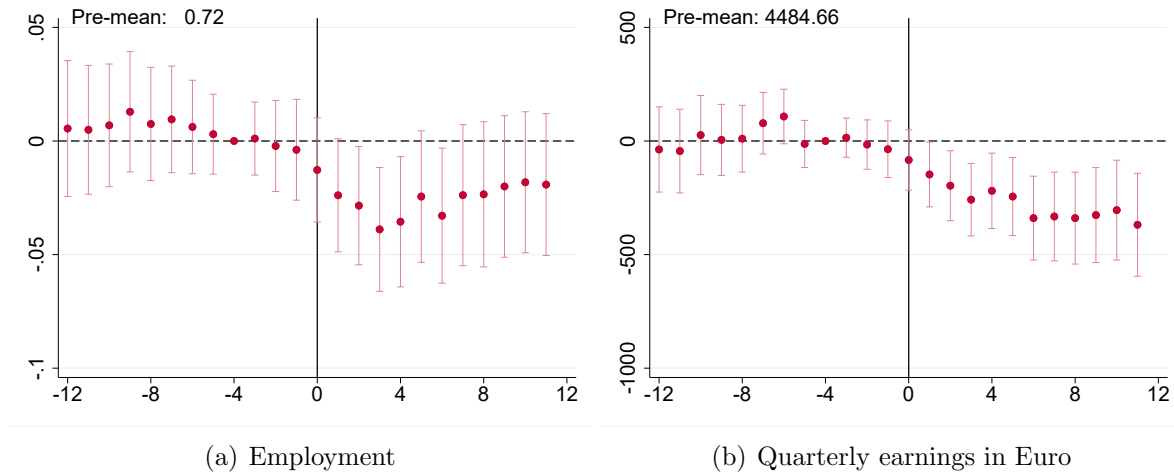 Pre-mean: 0.72
.05
0
-.05
-.1
-12 -8 -4 0 4 8 12
(a) Employment
Pre-mean: 4484.66
500
0
-500
-1000
-12 -8 -4 0 4 8 12
(b) Quarterly earnings in Euro